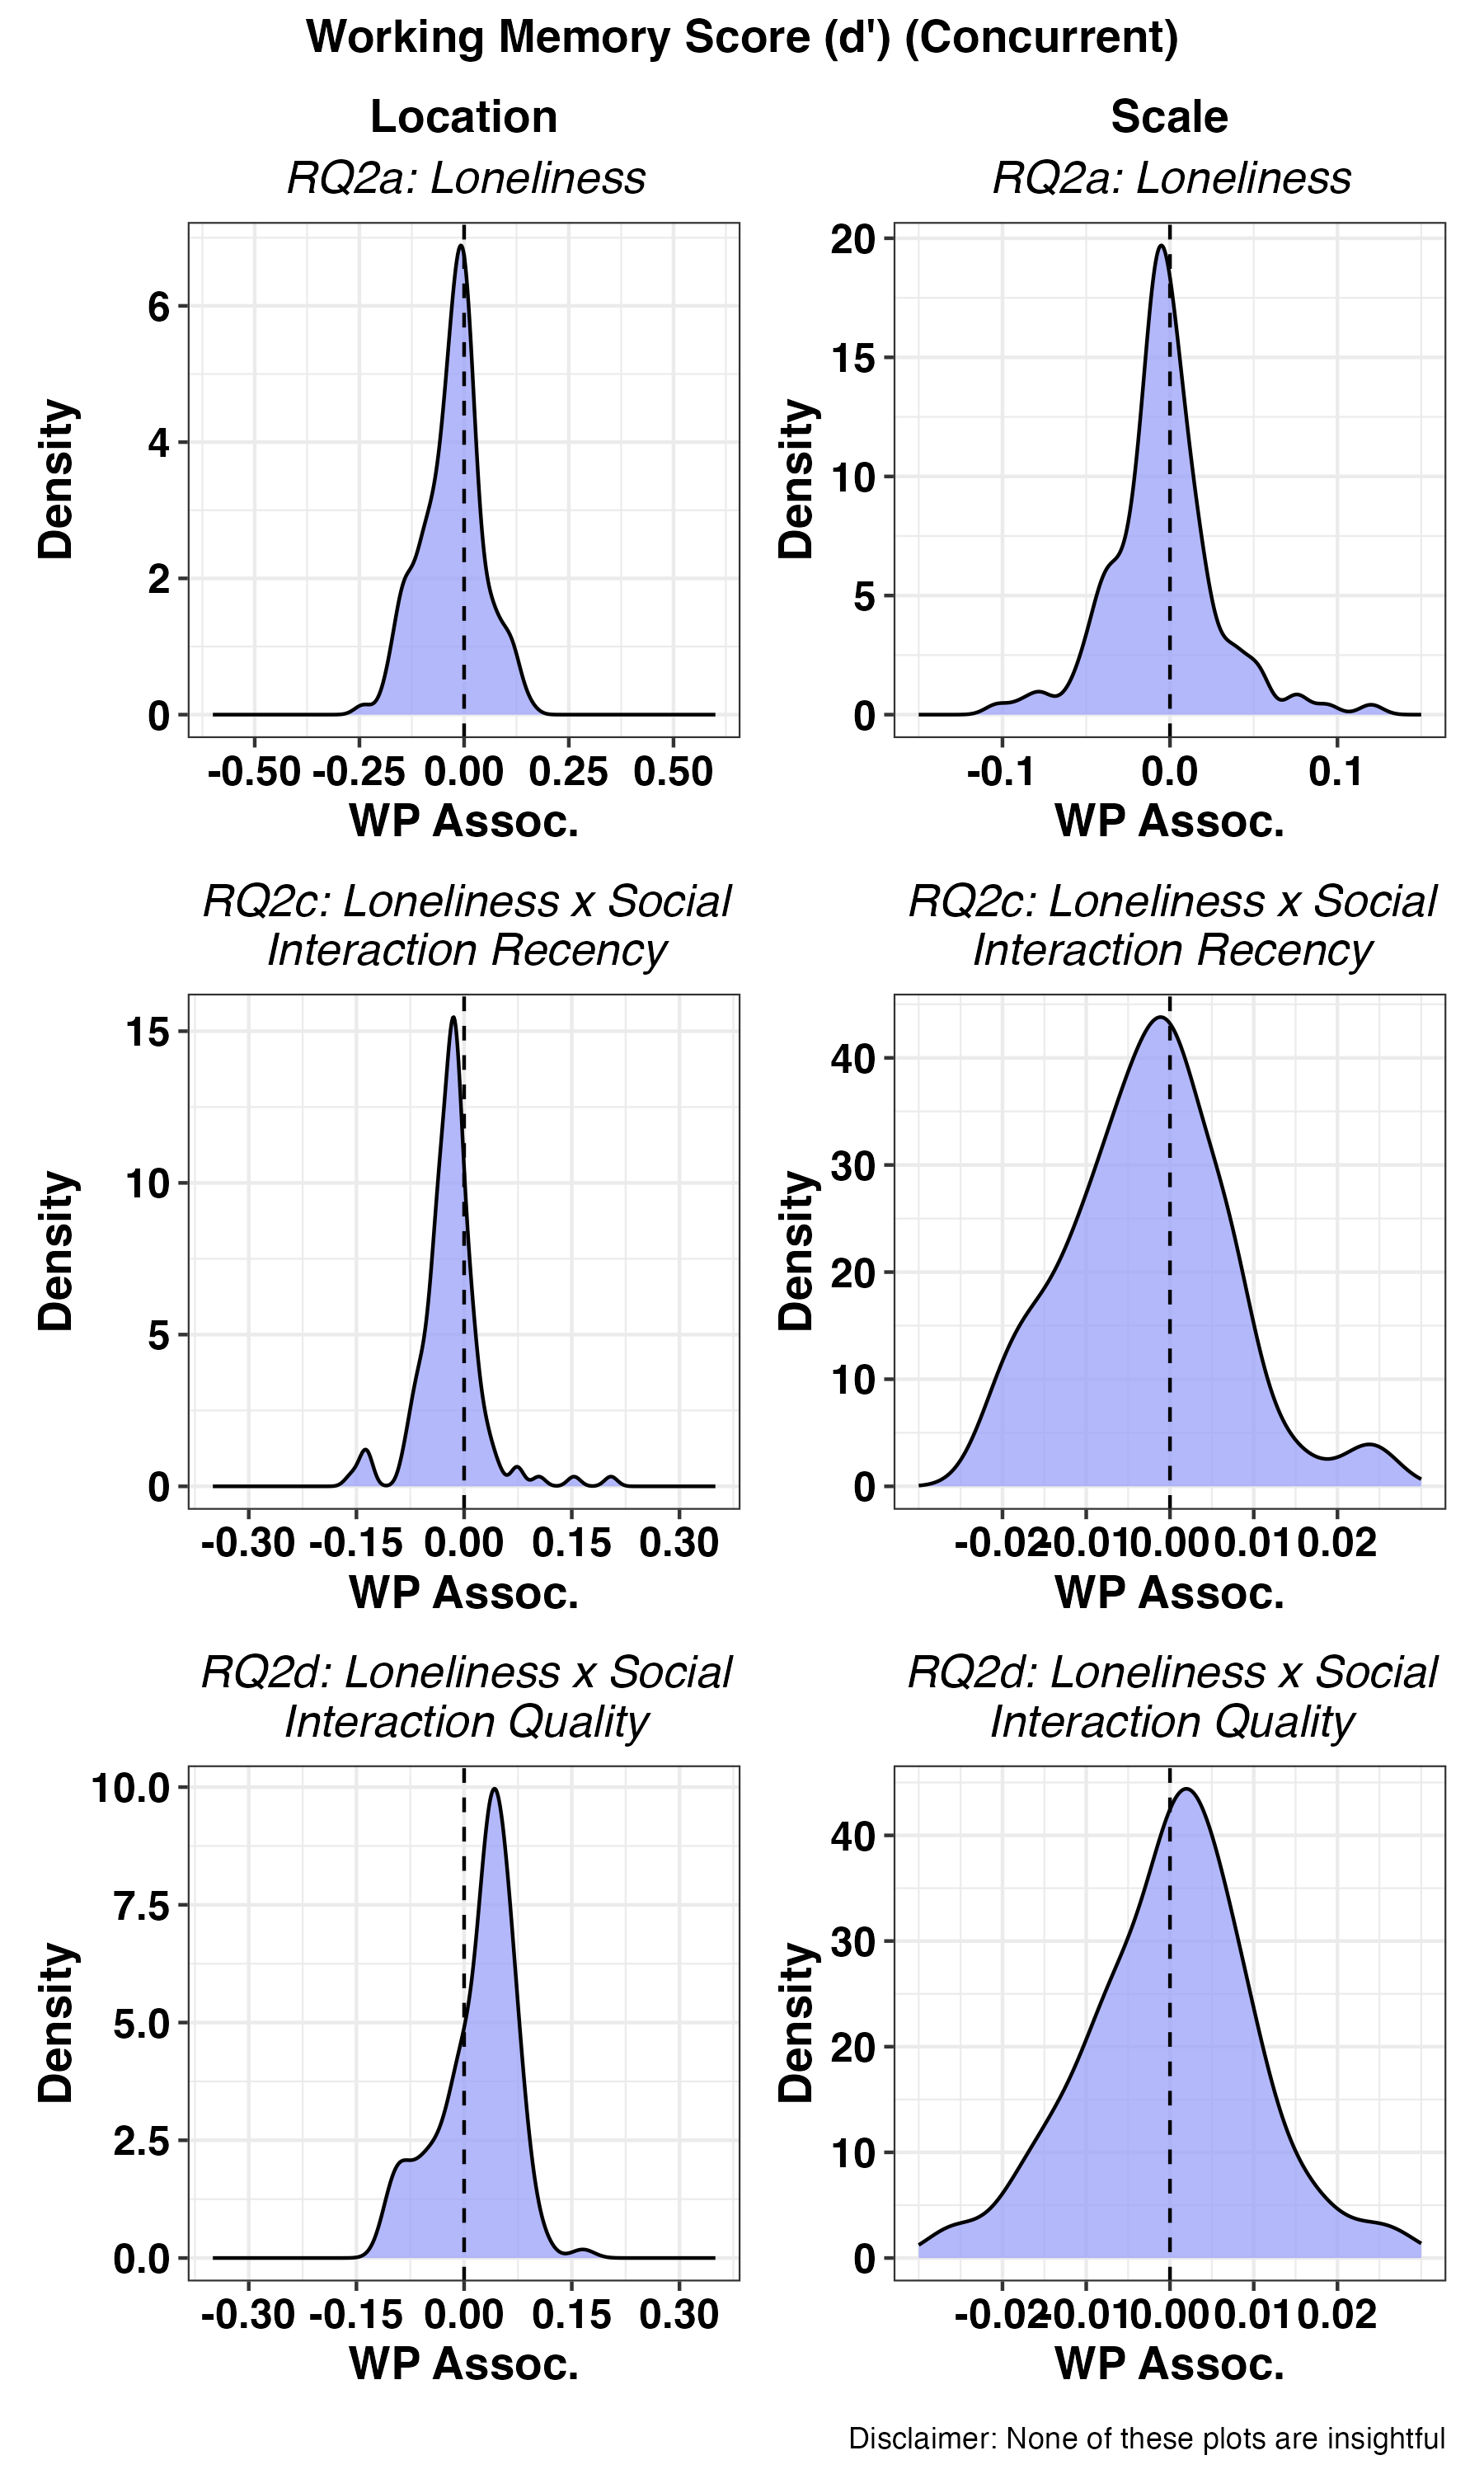 Working Memory Score (d') (Concurrent)
Location
Scale
RQ2a: Loneliness
RQ2a: Loneliness
Density
6
4
2
0
-0.50 -0.25 0.00 0.25 0.50
WP Assoc.
Density
20
15
10
5
0
-0.1 0.0 0.1
WP Assoc.
RQ2c: Loneliness x Social
Interaction Recency
RQ2c: Loneliness x Social
Interaction Recency
Density
15
10
5
0
-0.30 -0.15 0.00 0.15 0.30
WP Assoc.
Density
40
30
20
10
0
-0.02 -0.01 0.00 0.01 0.02
WP Assoc.
RQ2d: Loneliness x Social
Interaction Quality
RQ2d: Loneliness x Social
Interaction Quality
Density
10.0
7.5
5.0
2.5
0.0
-0.30 -0.15 0.00 0.15 0.30
WP Assoc.
Density
40
30
20
10
0
-0.02 -0.01 0.00 0.01 0.02
WP Assoc.
Disclaimer: None of these plots are insightful